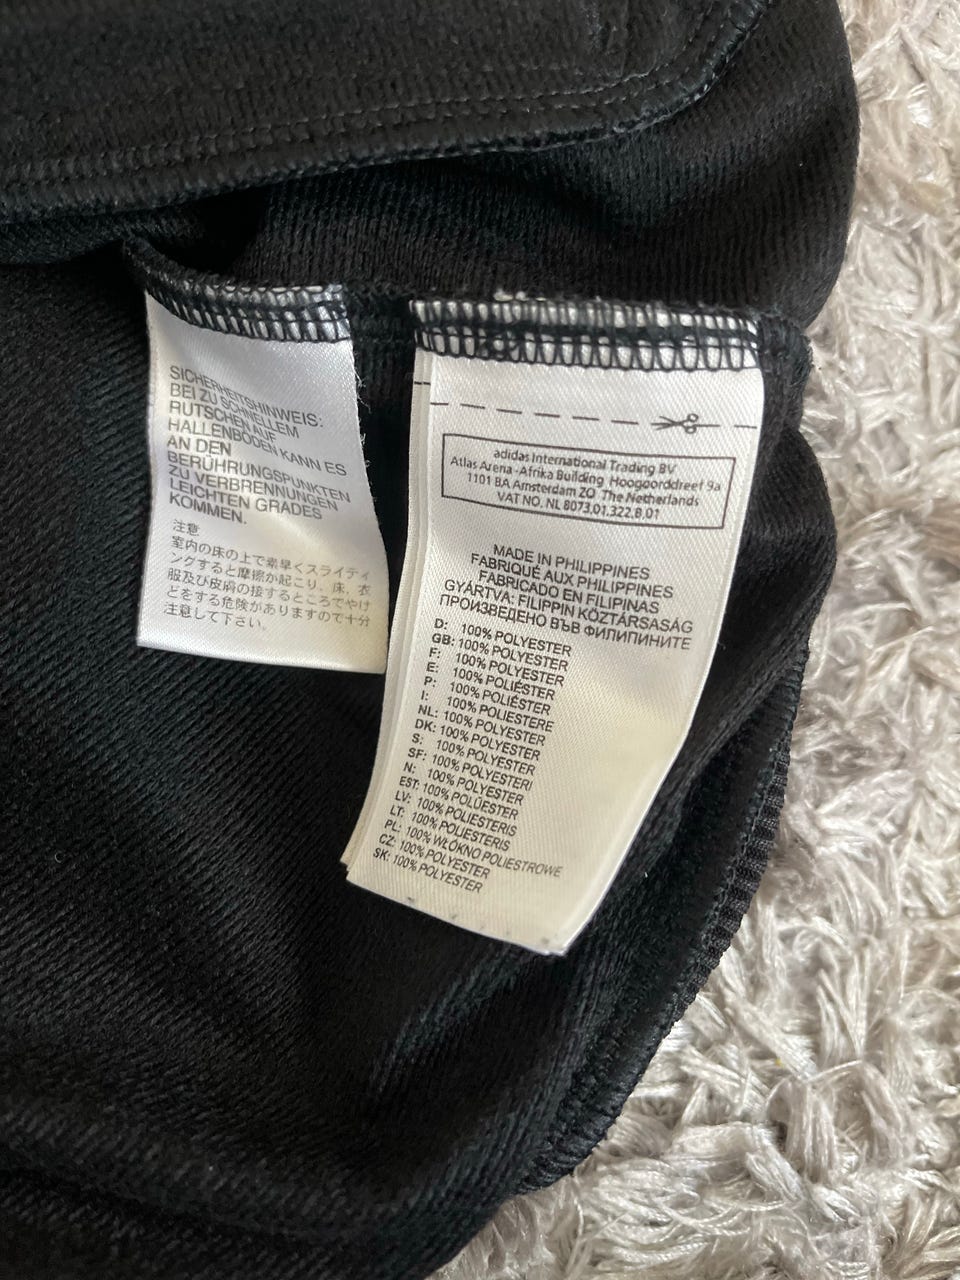 SICHERHEITSHINWEIS:
BEI ZU SCHNELLEM
RUTSCHEN AUF
HALLENBÖDEN KANN ES
AN DEN
BERÜHRUNGSPUNKTEN
ZU VERBRENNUNGEN
LEICHTEN GRADES
KOMMEN.
注意
室内の床の上で素早くスライディ
ングすると摩擦が起こり、床、衣
服及び皮膚の接するところでやけ
どをする危険がありますので十分
注意して下さい。
adidas International Trading BV
Atlas Arena - Afrika Building Hoogoorddreef 9a
1101 BA Amsterdam ZO The Netherlands
VAT NO. NL 8073.01.322.B.01
MADE IN PHILIPPINES
FABRIQUÉ AUX PHILIPPINES
FABRICADO EN FILIPINAS
GYÁRTVA: FILIPPIN KÖZTÁRSASÁG
ПРОИЗВЕДЕНО ВЪВ ФИЛИПИНИТЕ
D: 100% POLYESTER
GB: 100% POLYESTER
F: 100% POLYESTER
E: 100% POLIÉSTER
P: 100% POLIÉSTER
I: 100% POLIESTERE
NL: 100% POLYESTER
DK: 100% POLYESTER
S: 100% POLYESTER
SF: 100% POLYESTERI
N: 100% POLYESTER
EST: 100% POLÜESTER
LV: 100% POLIESTERIS
LT: 100% POLIESTERIS
PL: 100% WŁÓKNO POLIESTROWE
CZ: 100% POLYESTER
SK: 100% POLYESTER